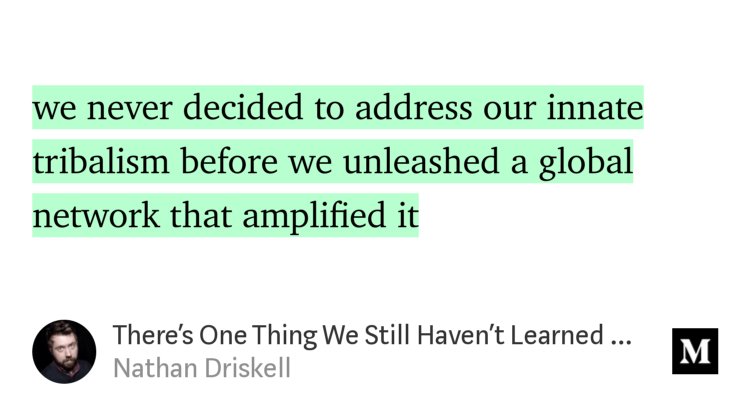 we never decided to address our innate
tribalism before we unleashed a global
network that amplified it
There’s One Thing We Still Haven’t Learned ...
Nathan Driskell
M